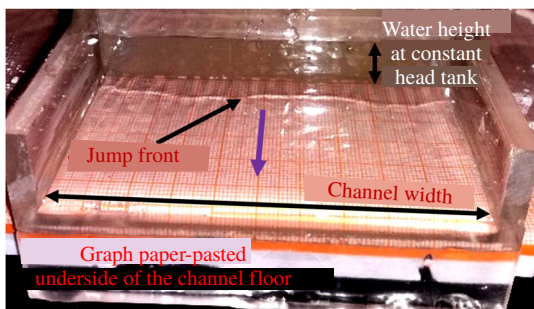 Water height
at constant
head tank
Jump front
Channel width
Graph paper-pasted
underside of the channel floor